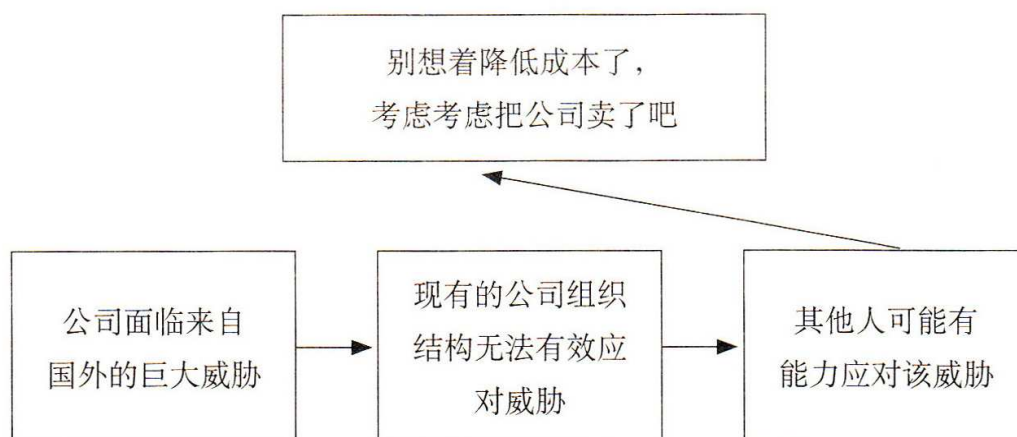 别想着降低成本了，
考虑考虑把公司卖了吧
公司面临来自
国外的巨大威胁
现有的公司组织
结构无法有效应
对威胁
其他人可能有
能力应对该威胁